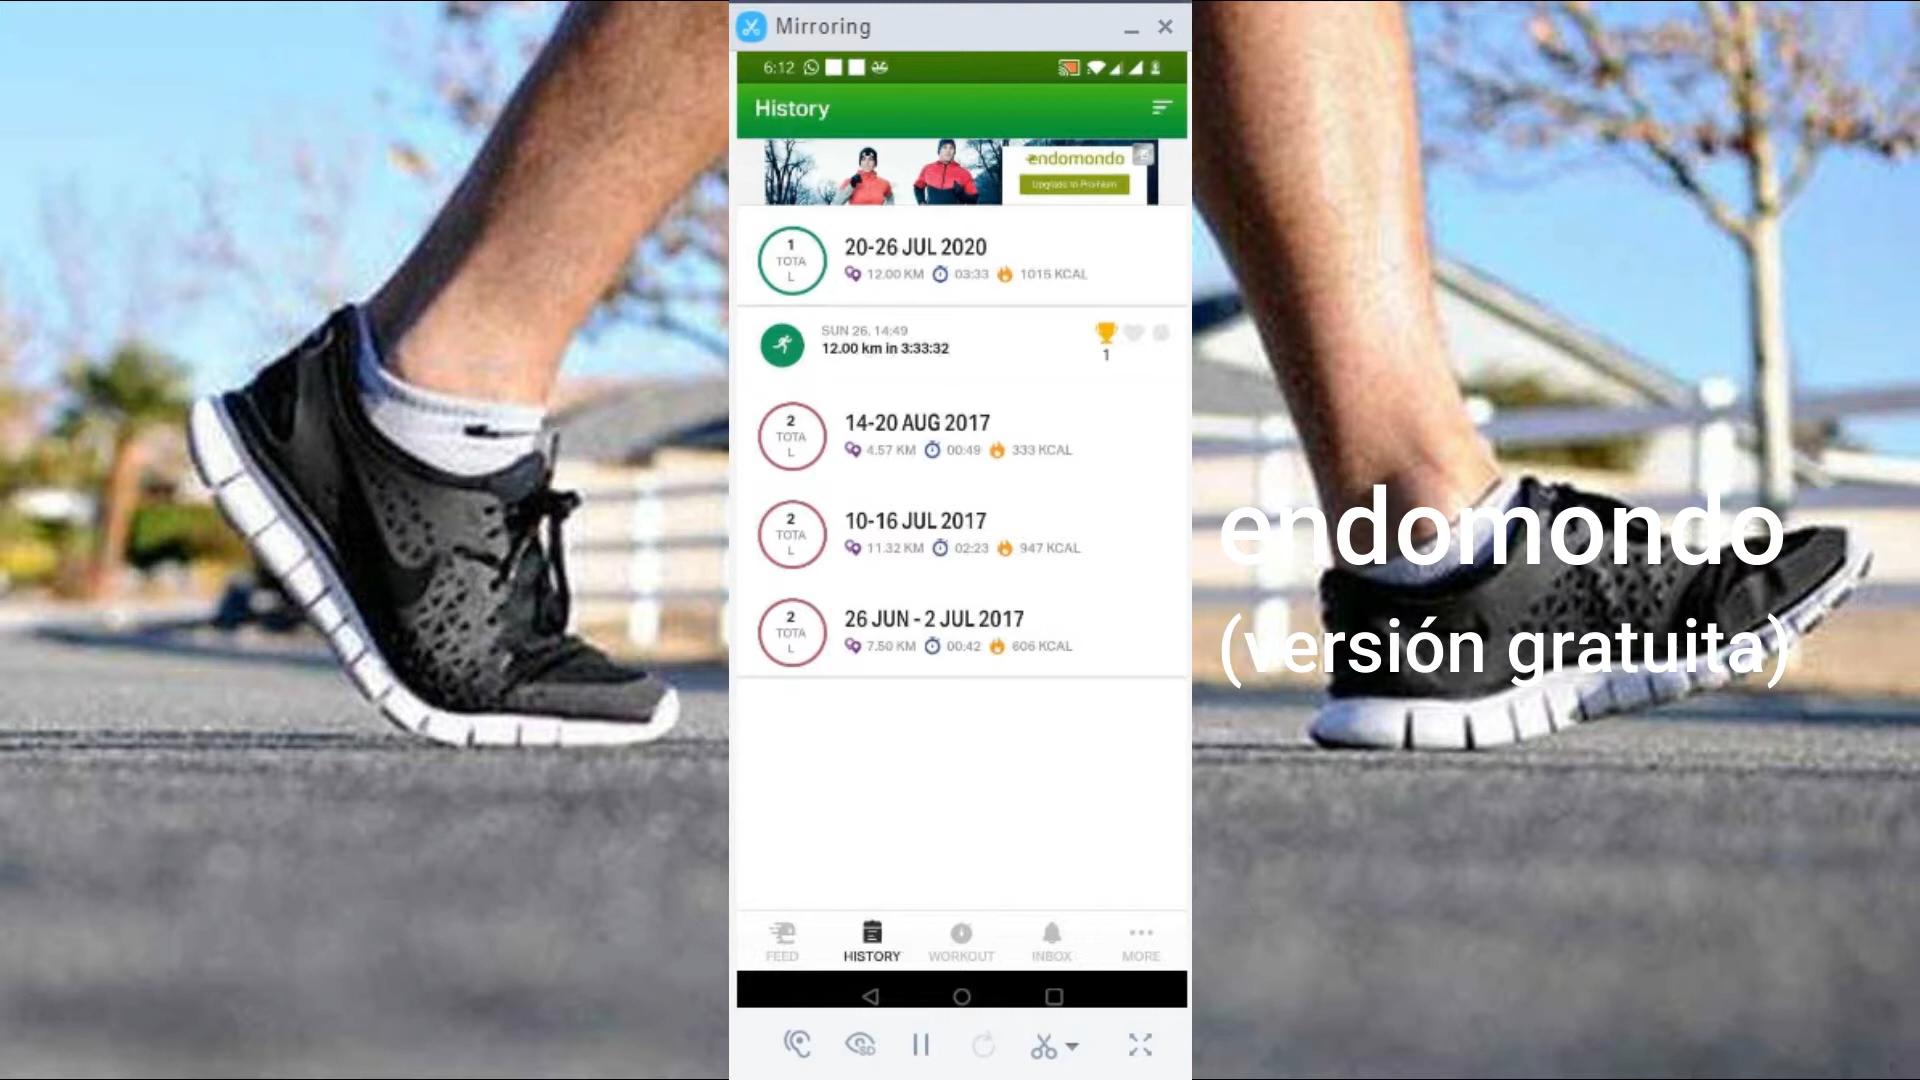 Mirroring
6:12
History
endomondo
Upgrade to Premium
1
TOTA
L
20-26 JUL 2020
12.00 KM 03:33 1015 KCAL
SUN 26, 14:49
12.00 km in 3:33:32
1
2
TOTA
L
14-20 AUG 2017
4.57 KM 00:49 333 KCAL
2
TOTA
L
10-16 JUL 2017
11.32 KM 02:23 947 KCAL
2
TOTA
L
26 JUN - 2 JUL 2017
7.50 KM 00:42 606 KCAL
endomondo
(versión gratuita)
FEED
HISTORY
WORKOUT
INBOX
MORE
SD